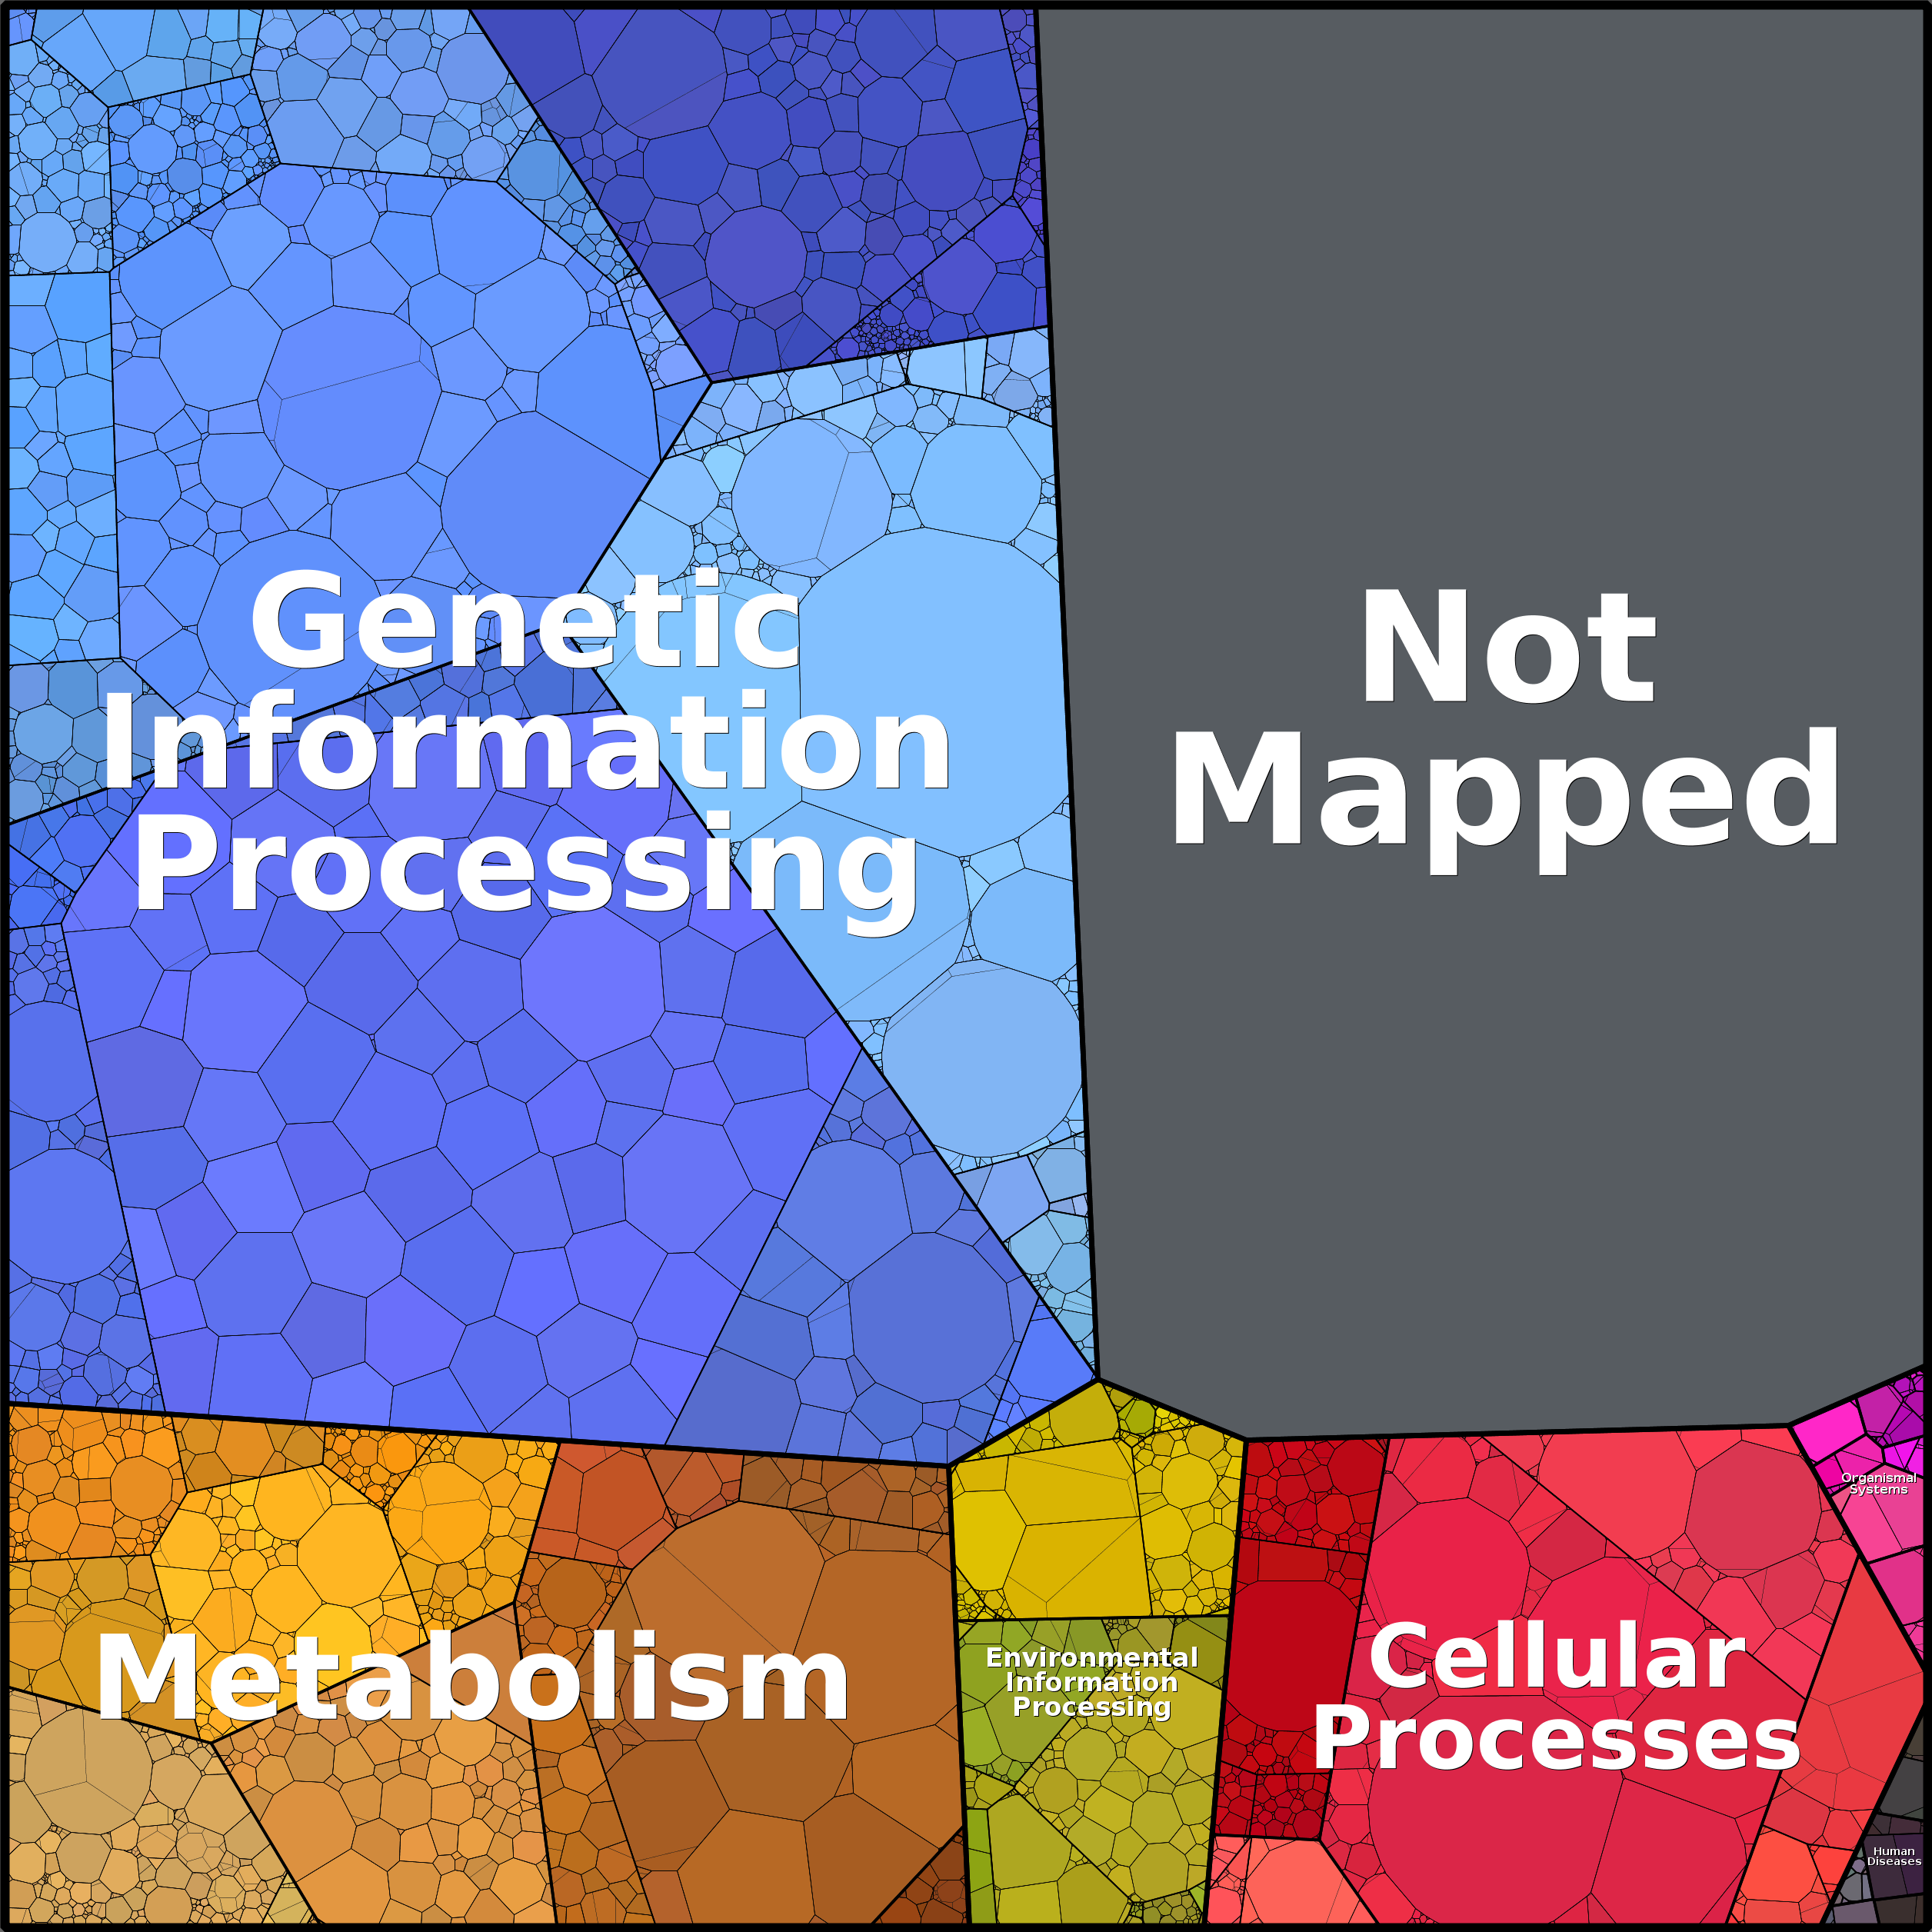 Genetic
Information
Processing
Not
Mapped
Metabolism
Environmental
Information
Processing
Cellular
Processes
Organismal
Systems
Human
Diseases